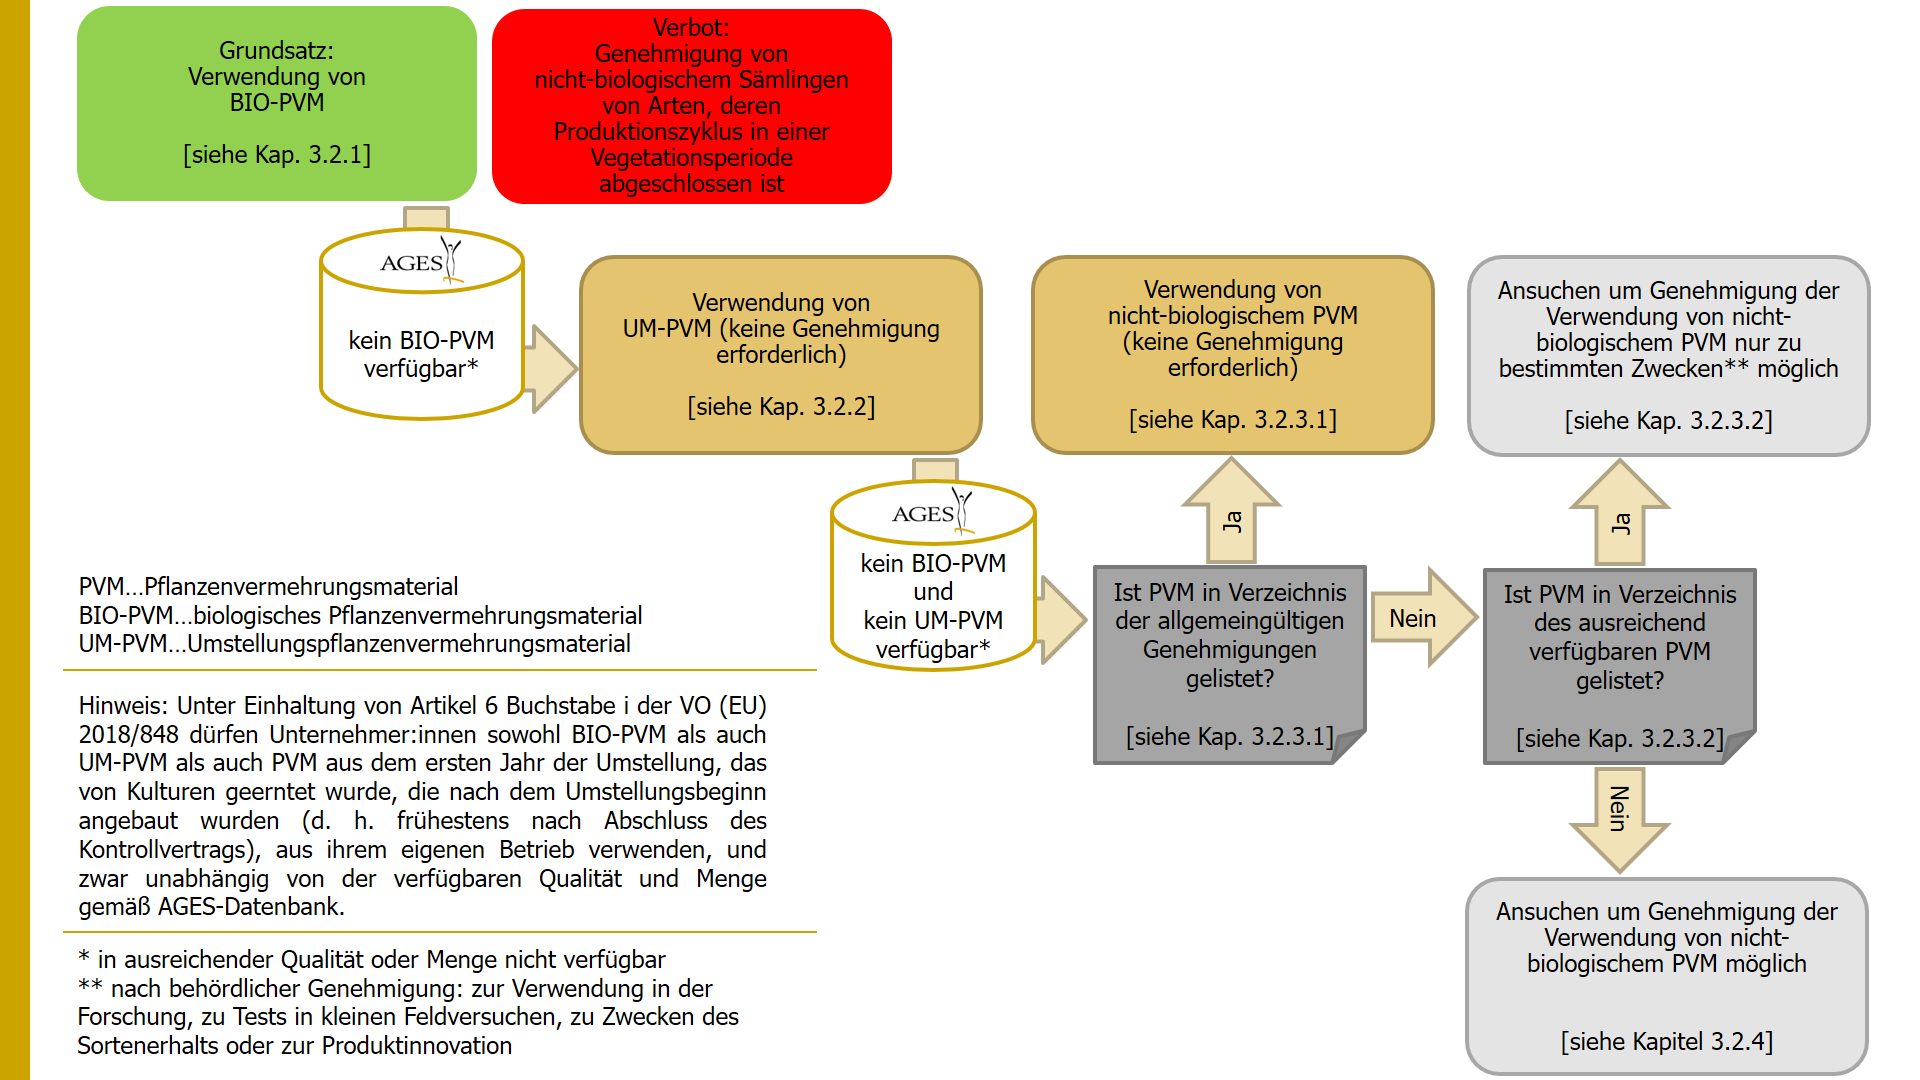 Grundsatz:
Verwendung von
BIO-PVM
[siehe Kap. 3.2.1]
Verbot:
Genehmigung von
nicht-biologischem Sämlingen
von Arten, deren
Produktionszyklus in einer
Vegetationsperiode
abgeschlossen ist
AGES
kein BIO-PVM
verfügbar*
Verwendung von
UM-PVM (keine Genehmigung
erforderlich)
[siehe Kap. 3.2.2]
Verwendung von
nicht-biologischem PVM
(keine Genehmigung
erforderlich)
[siehe Kap. 3.2.3.1]
Ansuchen um Genehmigung der
Verwendung von nicht-
biologischem PVM nur zu
bestimmten Zwecken** möglich
[siehe Kap. 3.2.3.2]
AGES
kein BIO-PVM
und
kein UM-PVM
verfügbar*
Ja
Ja
Ist PVM in Verzeichnis
der allgemeingültigen
Genehmigungen
gelistet?
[siehe Kap. 3.2.3.1]
Nein
Ist PVM in Verzeichnis
des ausreichend
verfügbaren PVM
gelistet?
[siehe Kap. 3.2.3.2]
Nein
Ansuchen um Genehmigung der
Verwendung von nicht-
biologischem PVM möglich
[siehe Kapitel 3.2.4]
PVM...Pflanzenvermehrungsmaterial
BIO-PVM...biologisches Pflanzenvermehrungsmaterial
UM-PVM...Umstellungspflanzenvermehrungsmaterial
Hinweis: Unter Einhaltung von Artikel 6 Buchstabe i der VO (EU)
2018/848 dürfen Unternehmer:innen sowohl BIO-PVM als auch
UM-PVM als auch PVM aus dem ersten Jahr der Umstellung, das
von Kulturen geerntet wurde, die nach dem Umstellungsbeginn
angebaut wurden (d. h. frühestens nach Abschluss des
Kontrollvertrags), aus ihrem eigenen Betrieb verwenden, und
zwar unabhängig von der verfügbaren Qualität und Menge
gemäß AGES-Datenbank.
* in ausreichender Qualität oder Menge nicht verfügbar
** nach behördlicher Genehmigung: zur Verwendung in der
Forschung, zu Tests in kleinen Feldversuchen, zu Zwecken des
Sortenerhalts oder zur Produktinnovation